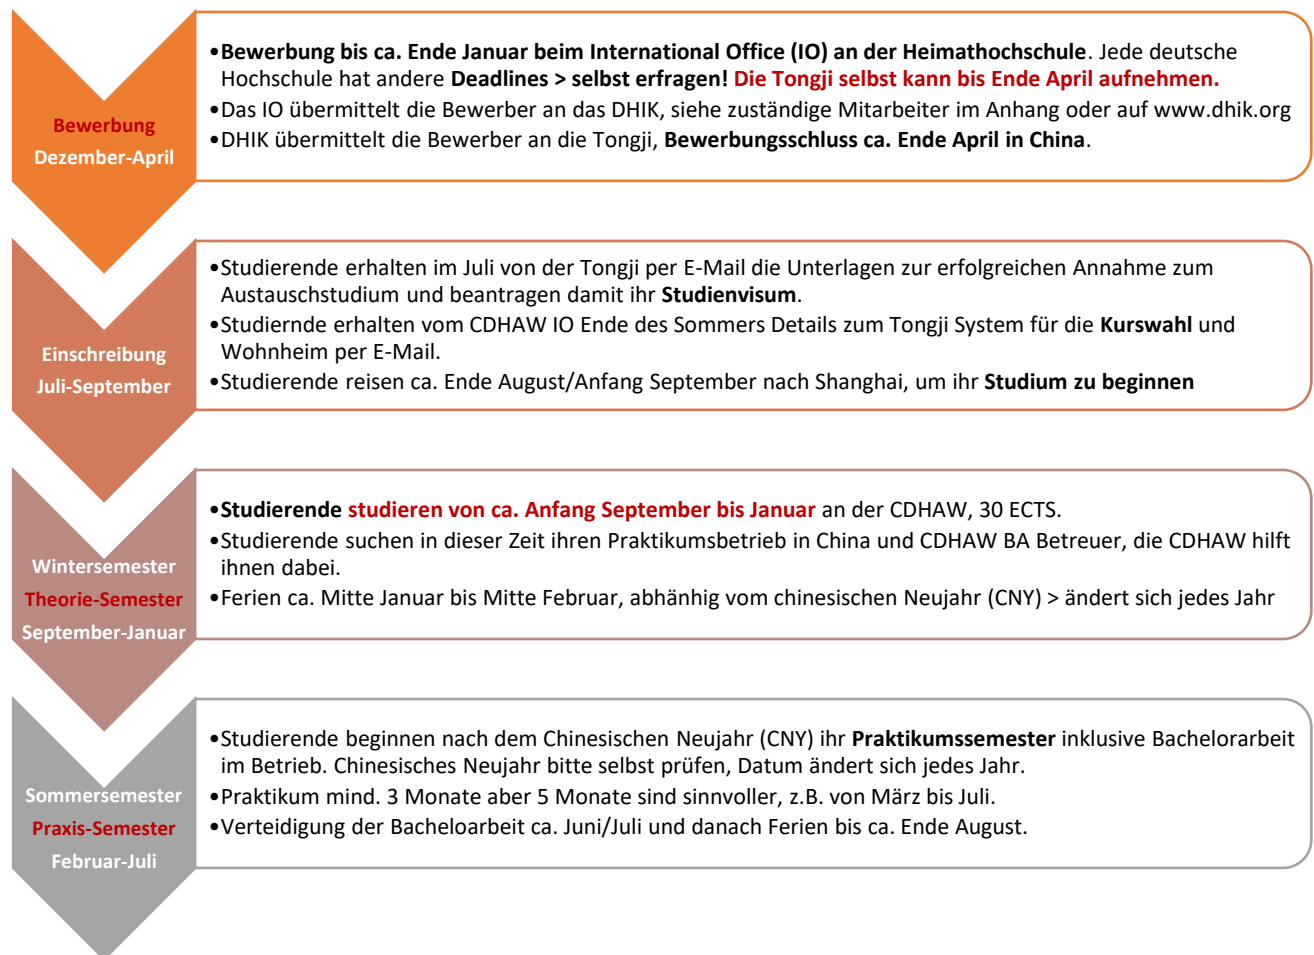 Bewerbung
Dezember-April
•Bewerbung bis ca. Ende Januar beim International Office (IO) an der Heimathochschule. Jede deutsche
Hochschule hat andere Deadlines > selbst erfragen! Die Tongji selbst kann bis Ende April aufnehmen.
•Das IO übermittelt die Bewerber an das DHIK, siehe zuständige Mitarbeiter im Anhang oder auf www.dhik.org
•DHIK übermittelt die Bewerber an die Tongji, Bewerbungsschluss ca. Ende April in China.
Einschreibung
Juli-September
•Studierende erhalten im Juli von der Tongji per E-Mail die Unterlagen zur erfolgreichen Annahme zum
Austauschstudium und beantragen damit ihr Studienvisum.
•Studiernde erhalten vom CDHAW IO Ende des Sommers Details zum Tongji System für die Kurswahl und
Wohnheim per E-Mail.
•Studierende reisen ca. Ende August/Anfang September nach Shanghai, um ihr Studium zu beginnen
Wintersemester
Theorie-Semester
September-Januar
•Studierende studieren von ca. Anfang September bis Januar an der CDHAW, 30 ECTS.
•Studierende suchen in dieser Zeit ihren Praktikumsbetrieb in China und CDHAW BA Betreuer, die CDHAW hilft
ihnen dabei.
•Ferien ca. Mitte Januar bis Mitte Februar, abhänhig vom chinesischen Neujahr (CNY) > ändert sich jedes Jahr
Sommersemester
Praxis-Semester
Februar-Juli
•Studierende beginnen nach dem Chinesischen Neujahr (CNY) ihr Praktikumssemester inklusive Bachelorarbeit
im Betrieb. Chinesisches Neujahr bitte selbst prüfen, Datum ändert sich jedes Jahr.
•Praktikum mind. 3 Monate aber 5 Monate sind sinnvoller, z.B. von März bis Juli.
•Verteidigung der Bacheloarbeit ca. Juni/Juli und danach Ferien bis ca. Ende August.